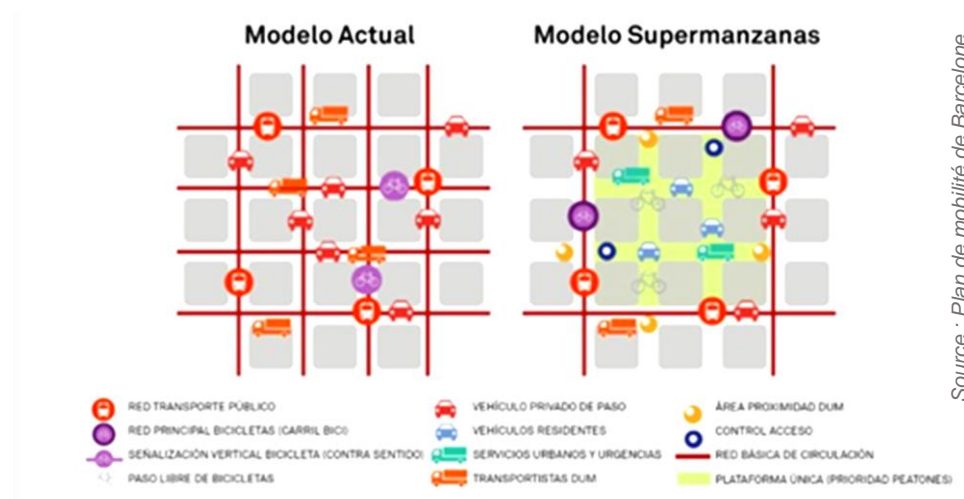 Modelo Actual
Modelo Supermanzanas
Source : Plan de mobilité de Barcelone
RED TRANSPORTE PÚBLICO
RED PRINCIPAL BICICLETAS (CARRIL BICI)
SEÑALIZACIÓN VERTICAL BICICLETA (CONTRA SENTIDO)
PASO LIBRE DE BICICLETAS
VEHÍCULO PRIVADO DE PASO
VEHÍCULOS RESIDENTES
SERVICIOS URBANOS Y URGENCIAS
TRANSPORTISTAS DUM
ÁREA PROXIMIDAD DUM
CONTROL ACCESO
RED BÁSICA DE CIRCULACIÓN
PLATAFORMA ÚNICA (PRIORIDAD PEATONES)